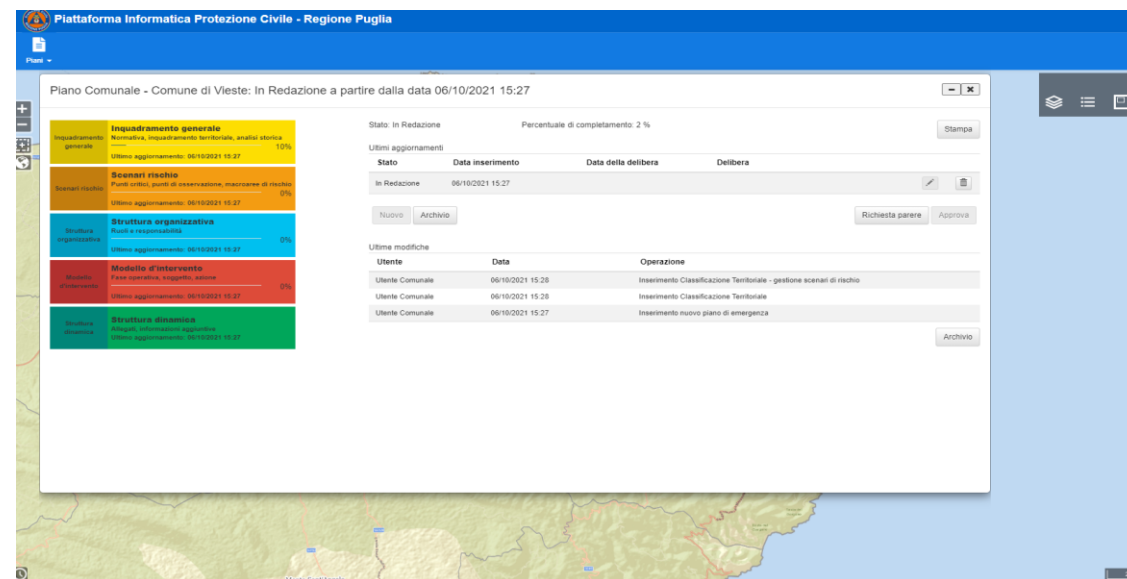 Piattaforma Informatica Protezione Civile - Regione Puglia
Piani
Piano Comunale - Comune di Vieste: In Redazione a partire dalla data 06/10/2021 15:27
Inquadramento generale
Inquadramento generale
Normativa, inquadramento territoriale, analisi storica
10%
Ultimo aggiornamento: 06/10/2021 15:27
Scenari rischio
Scenari rischio
Punti critici, punti di osservazione, macroaree di rischio
0%
Ultimo aggiornamento: 06/10/2021 15:27
Struttura organizzativa
Struttura organizzativa
Ruoli e responsabilità
0%
Ultimo aggiornamento: 06/10/2021 15:27
Modello d'intervento
Modello d'intervento
Fase operativa, soggetto, azione
0%
Ultimo aggiornamento: 06/10/2021 15:27
Struttura dinamica
Struttura dinamica
Allegati, informazioni aggiuntive
Ultimo aggiornamento: 06/10/2021 15:27
Stato: In Redazione Percentuale di completamento: 2 %
Stampa
Ultimi aggiornamenti
Stato Data inserimento Data della delibera Delibera
In Redazione 06/10/2021 15:27
Nuovo Archivio Richiesta parere Approva
Ultime modifiche
Utente Data Operazione
Utente Comunale 06/10/2021 15:28 Inserimento Classificazione Territoriale - gestione scenari di rischio
Utente Comunale 06/10/2021 15:28 Inserimento Classificazione Territoriale
Utente Comunale 06/10/2021 15:27 Inserimento nuovo piano di emergenza
Archivio